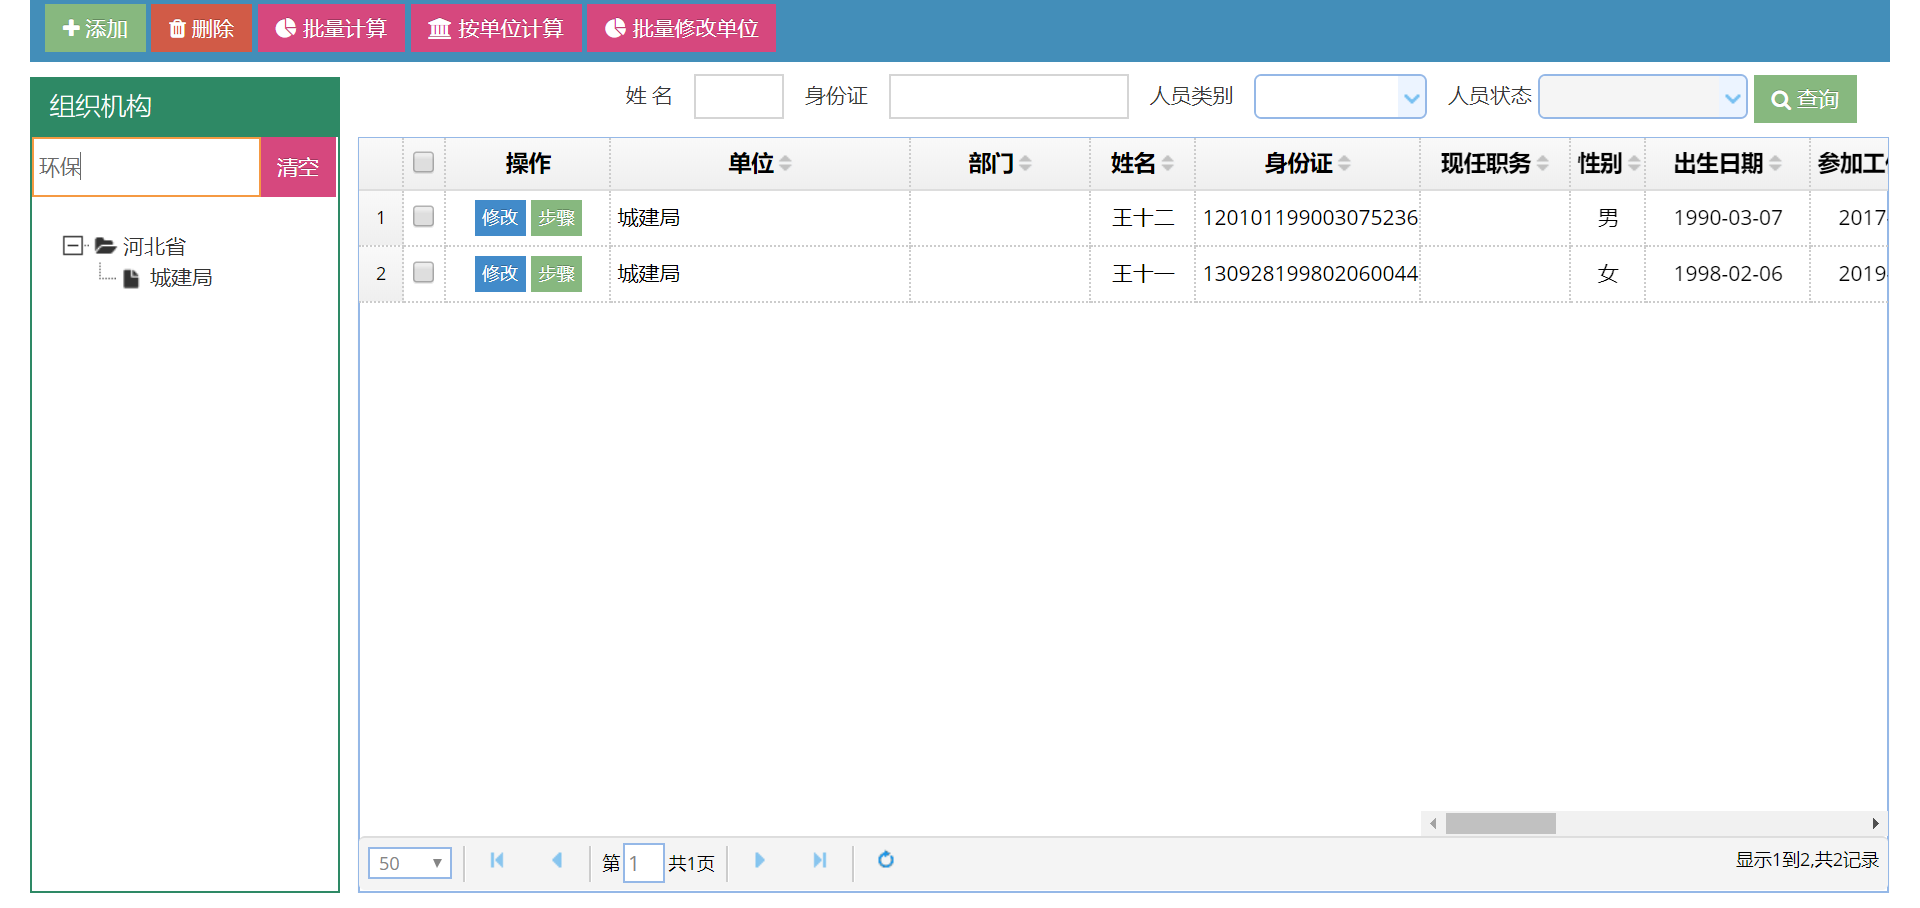 添加 删除 批量计算 按单位计算 批量修改单位
组织机构
姓 名 身份证 人员类别 人员状态 查询
环保 清空
河北省
城建局
操作 单位 部门 姓名 身份证 现任职务 性别 出生日期 参加工
1 修改 步骤 城建局 王十二 120101199003075236 男 1990-03-07 2017
2 修改 步骤 城建局 王十一 130928199802060044 女 1998-02-06 2019
50 第 1 共1页 显示1到2,共2记录